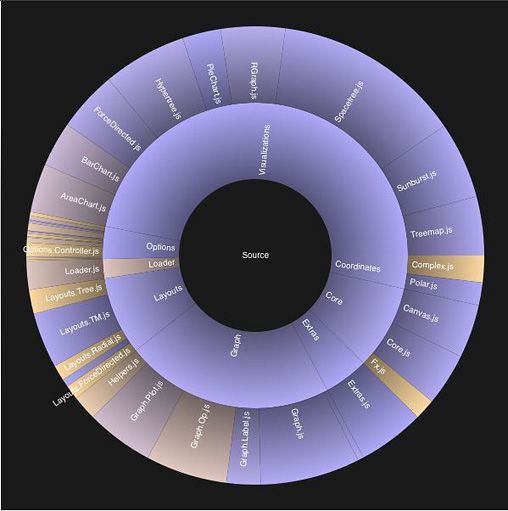 Source
Visualizations
Coordinates
Core
Extras
Graph
Layouts
Loader
Options
RGraph.js
Spacetree.js
Sunburst.js
Treemap.js
Complex.js
Polar.js
Canvas.js
Core.js
Fx.js
Extras.js
Graph.js
Graph.Label.js
Graph.Op.js
Graph.Plot.js
Helpers.js
Layouts.ForceDirected.js
Layouts.Radial.js
Layouts.TM.js
Layouts.Tree.js
Loader.js
Options.Controller.js
AreaChart.js
BarChart.js
ForceDirected.js
Hypertree.js
PieChart.js